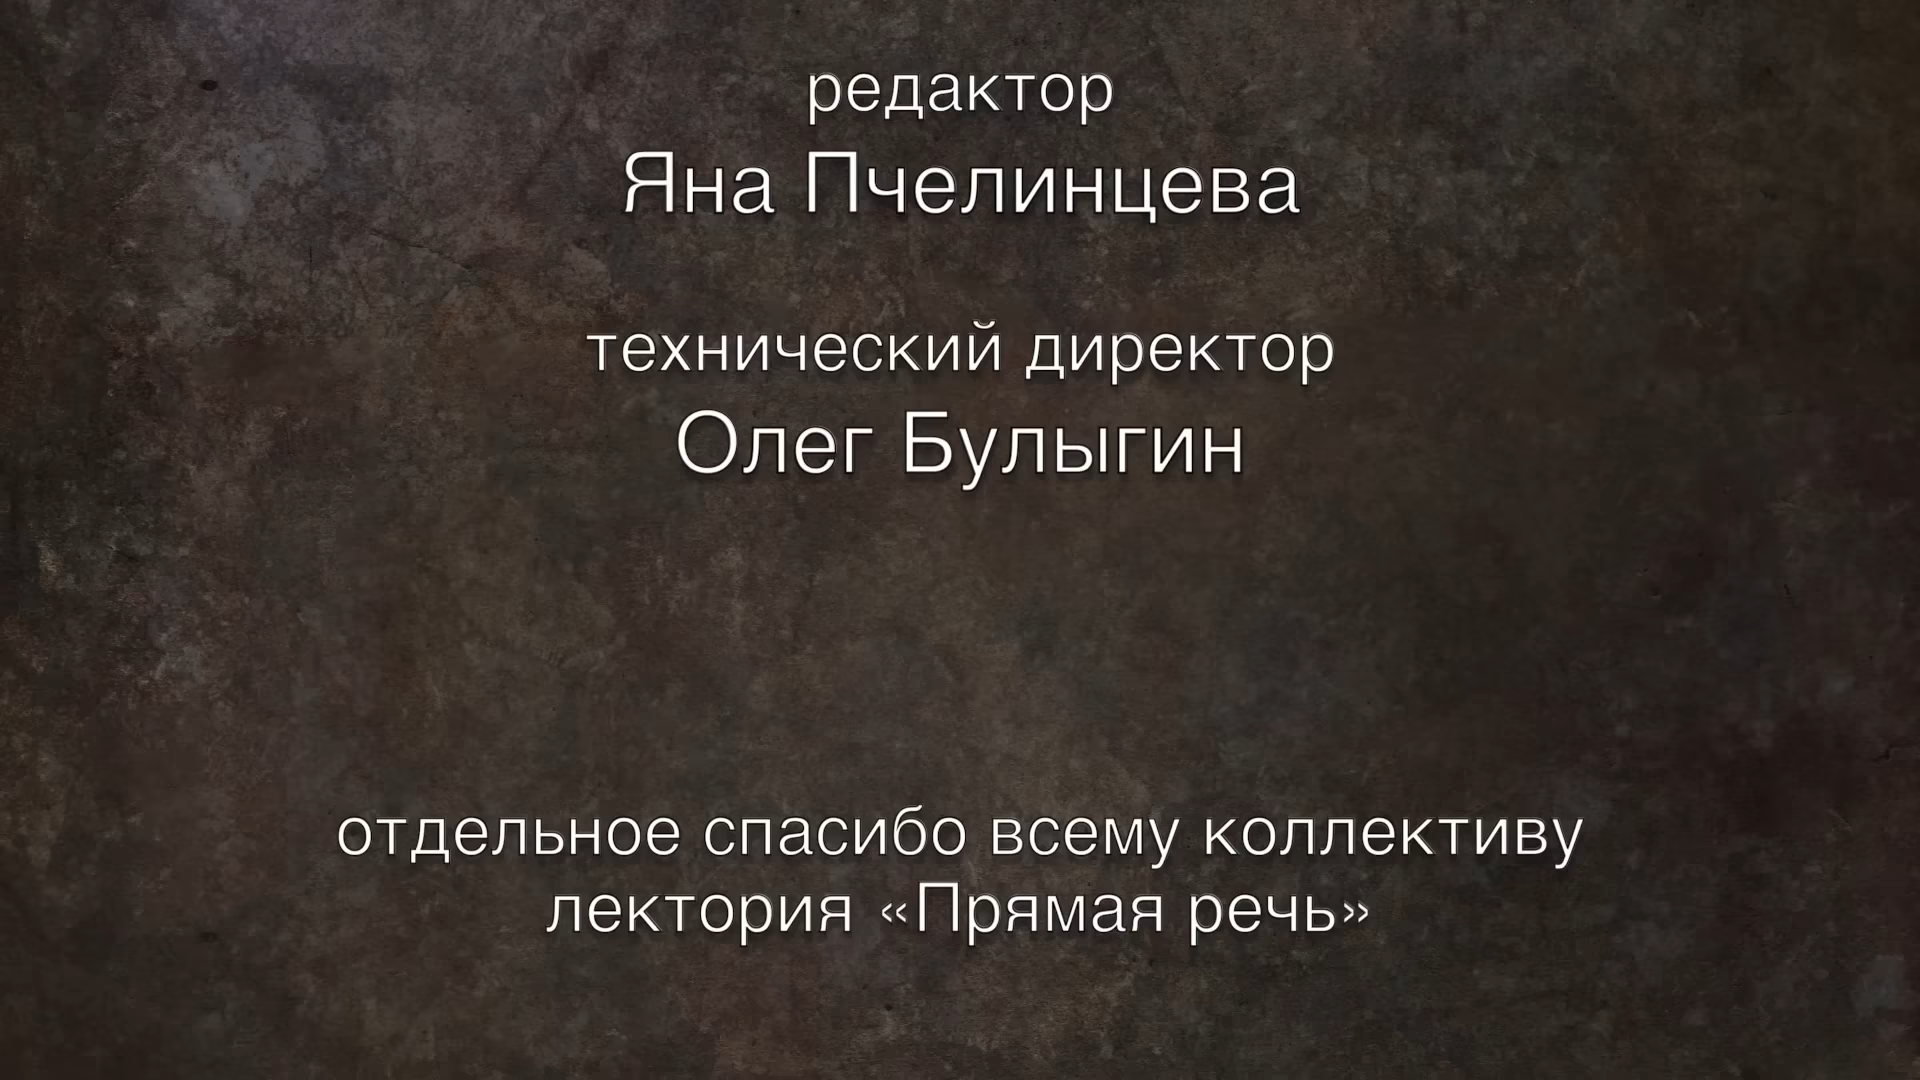 редактор
Яна Пчелинцева
технический директор
Олег Булыгин
отдельное спасибо всему коллективу
лектория «Прямая речь»